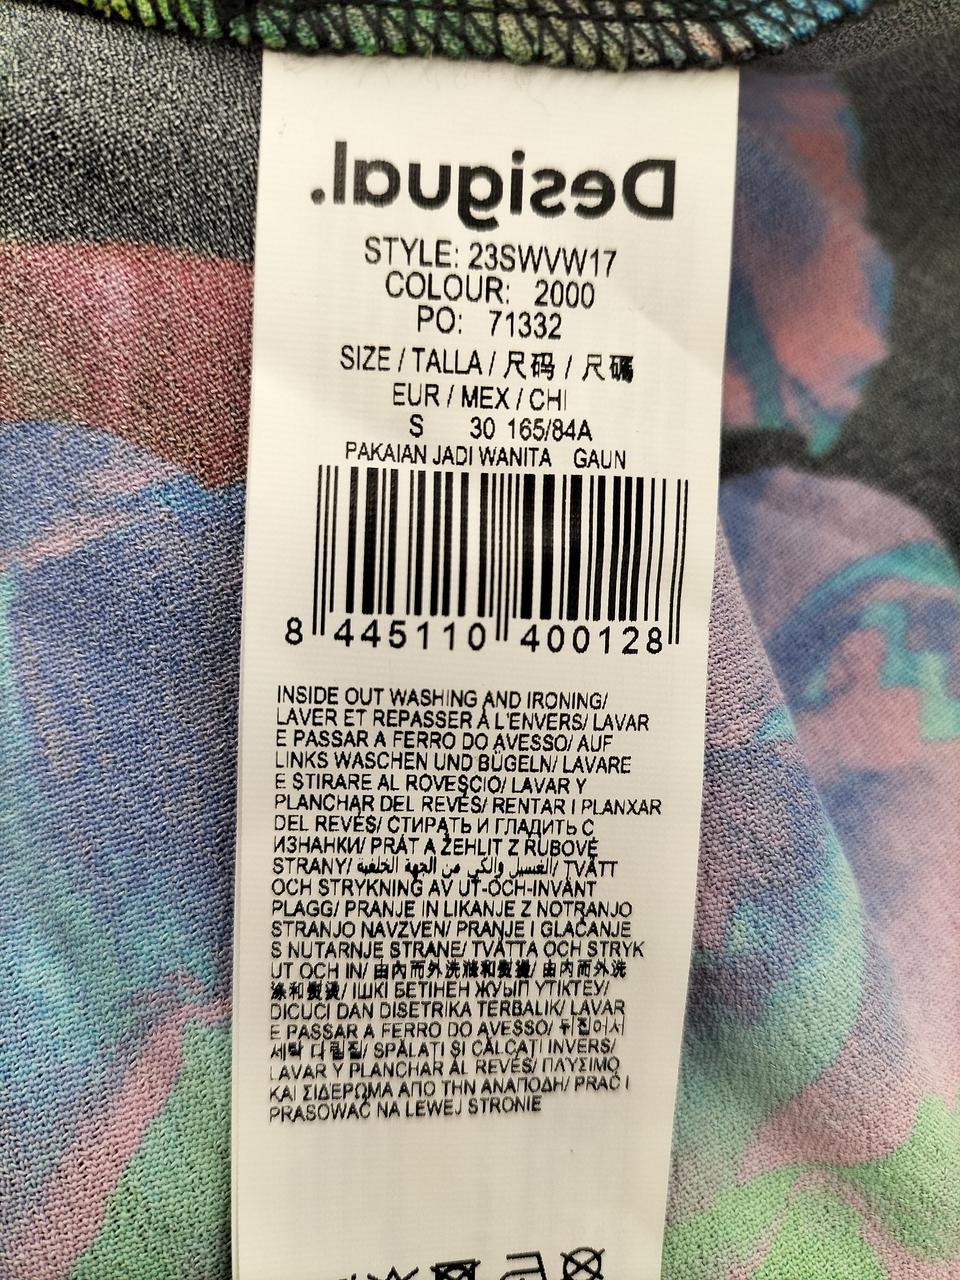 Desigual.
STYLE: 23SWVW17
COLOUR: 2000
PO: 71332
SIZE / TALLA / 尺码 / 尺碼
EUR / MEX / CHI
S 30 165/84A
PAKAIAN JADI WANITA GAUN
8 445110 400128
INSIDE OUT WASHING AND IRONING/
LAVER ET REPASSER À L'ENVERS/ LAVAR
E PASSAR A FERRO DO AVESSO/ AUF
LINKS WASCHEN UND BÜGELN/ LAVARE
E STIRARE AL ROVESCIO/ LAVAR Y
PLANCHAR DEL REVÉS/ RENTAR I PLANXAR
DEL REVÉS/ СТИРАТЬ И ГЛАДИТЬ С
ИЗНАНКИ/ PRÁT A ŽEHLIT Z RUBOVÉ
STRANY/ الغسيل والكي من الجهة الخلفية/ TVÄTT
OCH STRYKNING AV UT-OCH-INVÄNT
PLAGG/ PRANJE IN LIKANJE Z NOTRANJO
STRANJO NAVZVEN/ PRANJE I GLAČANJE
S NUTARNJE STRANE/ TVÄTTA OCH STRYK
UT OCH IN/ 由内而外洗滌和熨燙/ 由内而外洗
涤和熨烫/ ІШКІ БЕТІНЕН ЖУЫП ҮТІКТЕУ/
DICUCI DAN DISETRIKA TERBALIK/ LAVAR
E PASSAR A FERRO DO AVESSO/ 뒤집어서
세탁 다림질/ SPĂLAȚI ȘI CĂLCAȚI INVERS/
LAVAR Y PLANCHAR AL REVÉS/ ΠΛΥΣΙΜΟ
ΚΑΙ ΣΙΔΕΡΩΜΑ ΑΠΟ ΤΗΝ ΑΝΑΠΟΔΗ/ PRAĆ I
PRASOWAĆ NA LEWEJ STRONIE